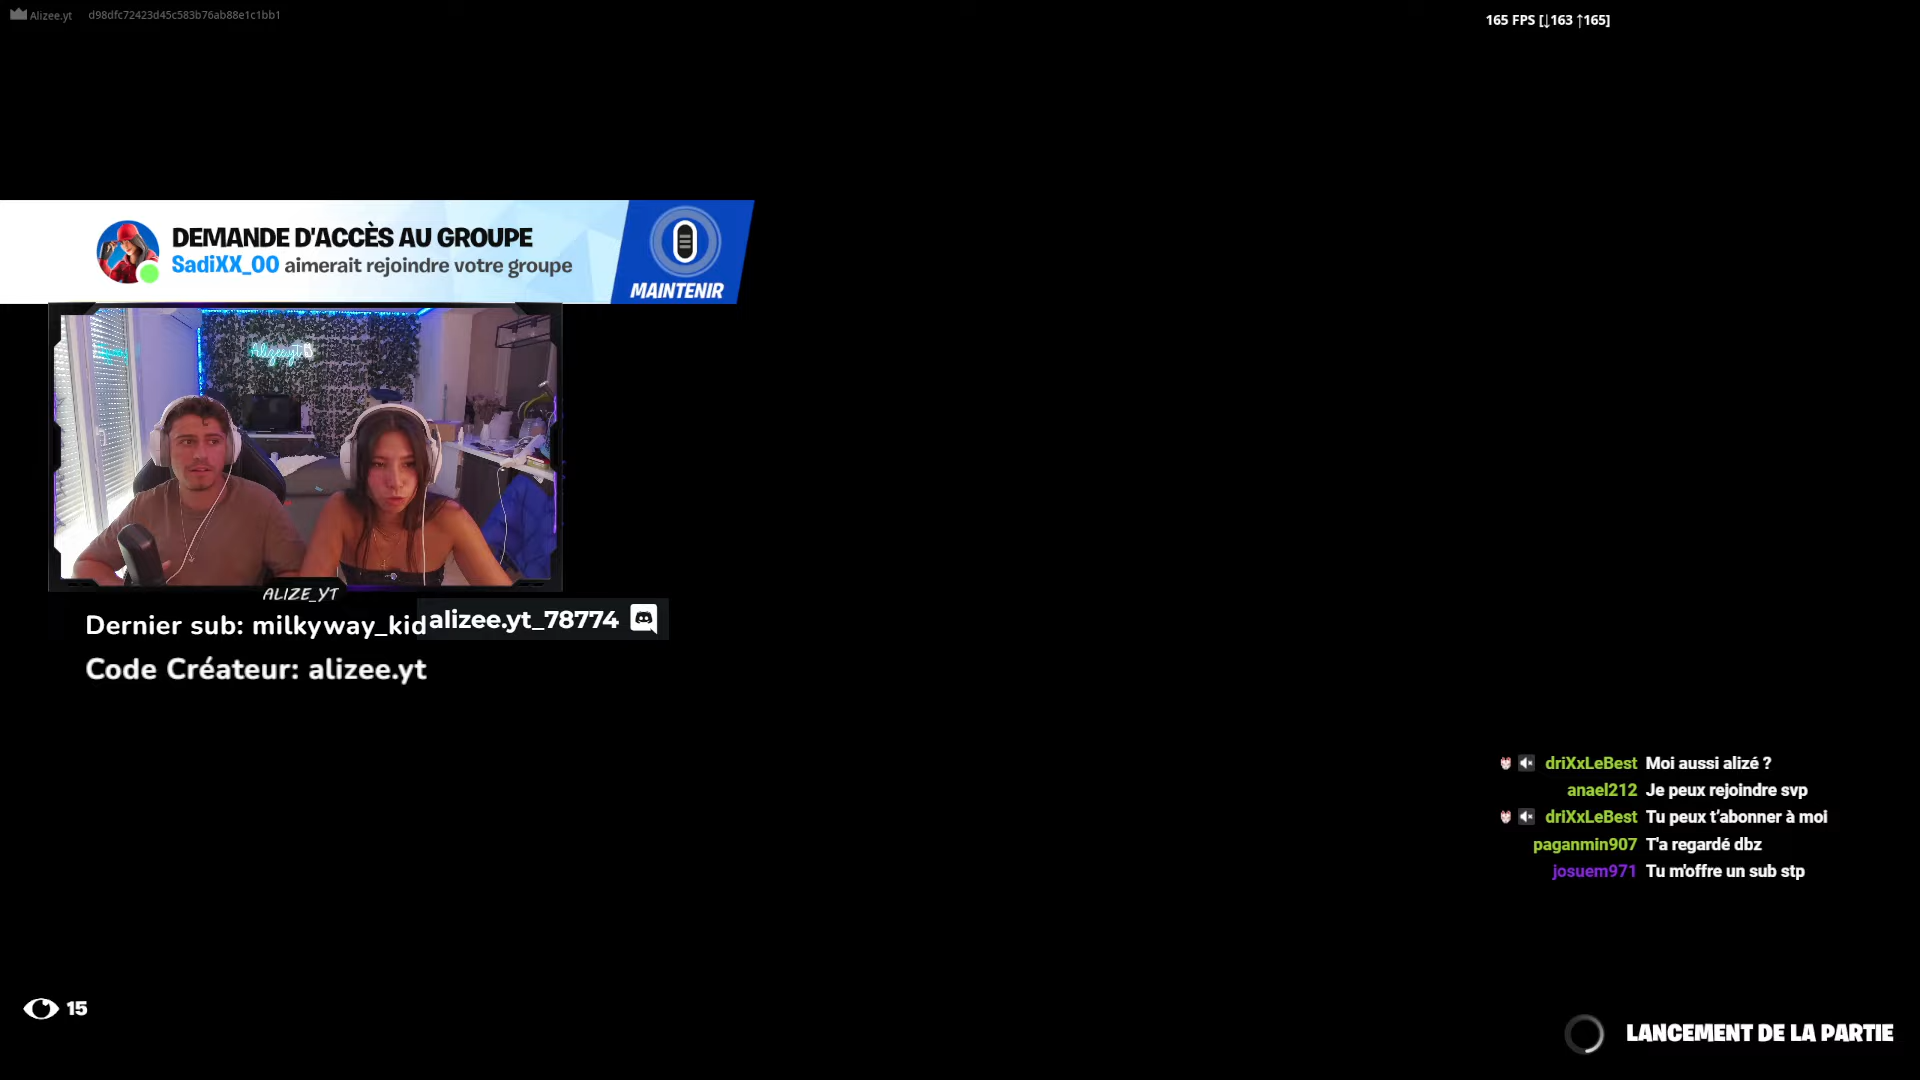 Alizee.yt d98dfc72423d45c583b76ab88e1c1bb1
165 FPS [↓163 ↑165]
DEMANDE D'ACCÈS AU GROUPE
SadiXX_00 aimerait rejoindre votre groupe
MAINTENIR
Alizeeyt
ALIZE_YT
Dernier sub: milkyway_kid
alizee.yt_78774
Code Créateur: alizee.yt
driXxLeBest Moi aussi alizé ?
anael212 Je peux rejoindre svp
driXxLeBest Tu peux t'abonner à moi
paganmin907 T'a regardé dbz
josuem971 Tu m'offre un sub stp
15
LANCEMENT DE LA PARTIE